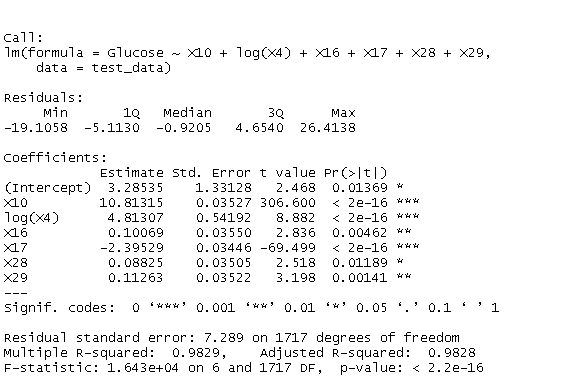 Call:
lm(formula = Glucose ~ X10 + log(X4) + X16 + X17 + X28 + X29,
    data = test_data)

Residuals:
     Min       1Q   Median       3Q      Max
-19.1058  -5.1130  -0.9205   4.6540  26.4138

Coefficients:
            Estimate Std. Error t value Pr(>|t|)
(Intercept)  3.28535    1.33128   2.468  0.01369 *
X10         10.81315    0.03527 306.600  < 2e-16 ***
log(X4)      4.81307    0.54192   8.882  < 2e-16 ***
X16          0.10069    0.03550   2.836  0.00462 **
X17         -2.39529    0.03446 -69.499  < 2e-16 ***
X28          0.08825    0.03505   2.518  0.01189 *
X29          0.11263    0.03522   3.198  0.00141 **
---
Signif. codes:  0 ‘***’ 0.001 ‘**’ 0.01 ‘*’ 0.05 ‘.’ 0.1 ‘ ’ 1

Residual standard error: 7.289 on 1717 degrees of freedom
Multiple R-squared:  0.9829,    Adjusted R-squared:  0.9828
F-statistic: 1.643e+04 on 6 and 1717 DF,  p-value: < 2.2e-16